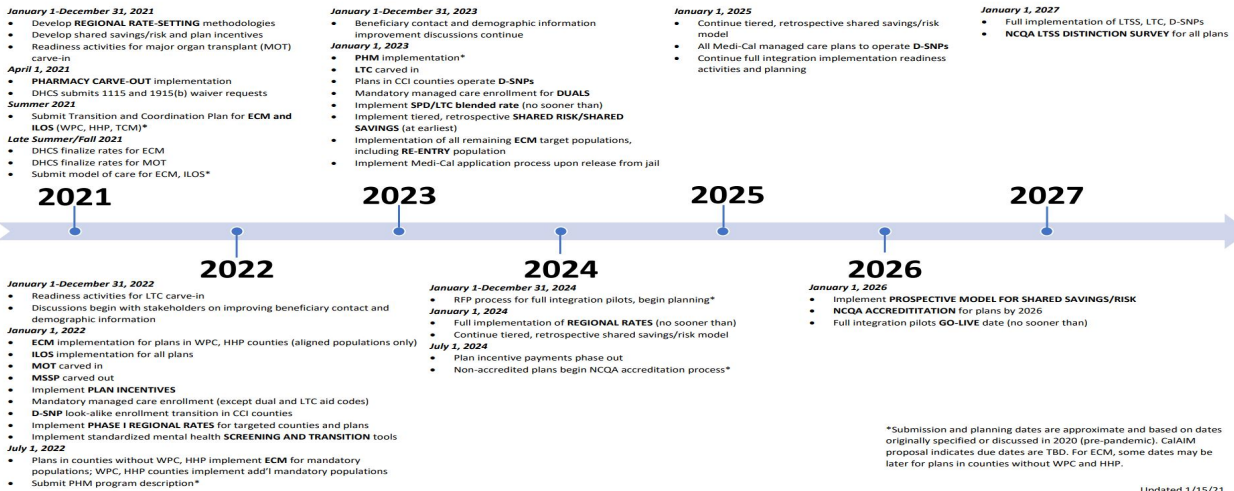 January 1-December 31, 2021
• Develop REGIONAL RATE-SETTING methodologies
• Develop shared savings/risk and plan incentives
• Readiness activities for major organ transplant (MOT)
carve-in
April 1, 2021
• PHARMACY CARVE-OUT implementation
• DHCS submits 1115 and 1915(b) waiver requests
Summer 2021
• Submit Transition and Coordination Plan for ECM and
ILOS (WPC, HHP, TCM)*
Late Summer/Fall 2021
• DHCS finalize rates for ECM
• DHCS finalize rates for MOT
• Submit model of care for ECM, ILOS*
January 1-December 31, 2023
• Beneficiary contact and demographic information
improvement discussions continue
January 1, 2023
• PHM implementation*
• LTC carved in
• Plans in CCI counties operate D-SNPs
• Mandatory managed care enrollment for DUALS
• Implement SPD/LTC blended rate (no sooner than)
• Implement tiered, retrospective SHARED RISK/SHARED
SAVINGS (at earliest)
• Implementation of all remaining ECM target populations,
including RE-ENTRY population
• Implement Medi-Cal application process upon release from jail
January 1, 2025
• Continue tiered, retrospective shared savings/risk
model
• All Medi-Cal managed care plans to operate D-SNPs
• Continue full integration implementation readiness
activities and planning
January 1, 2027
• Full implementation of LTSS, LTC, D-SNPs
• NCQA LTSS DISTINCTION SURVEY for all plans
2021
2023
2025
2027
2022
2024
2026
January 1-December 31, 2022
• Readiness activities for LTC carve-in
• Discussions begin with stakeholders on improving beneficiary contact and
demographic information
January 1, 2022
• ECM implementation for plans in WPC, HHP counties (aligned populations only)
• ILOS implementation for all plans
• MOT carved in
• MSSP carved out
• Implement PLAN INCENTIVES
• Mandatory managed care enrollment (except dual and LTC aid codes)
• D-SNP look-alike enrollment transition in CCI counties
• Implement PHASE I REGIONAL RATES for targeted counties and plans
• Implement standardized mental health SCREENING AND TRANSITION tools
July 1, 2022
• Plans in counties without WPC, HHP implement ECM for mandatory
populations; WPC, HHP counties implement add'l mandatory populations
• Submit PHM program description*
January 1-December 31, 2024
• RFP process for full integration pilots, begin planning*
January 1, 2024
• Full implementation of REGIONAL RATES (no sooner than)
• Continue tiered, retrospective shared savings/risk model
July 1, 2024
• Plan incentive payments phase out
• Non-accredited plans begin NCQA accreditation process*
January 1, 2026
• Implement PROSPECTIVE MODEL FOR SHARED SAVINGS/RISK
• NCQA ACCREDITITATION for plans by 2026
• Full integration pilots GO-LIVE date (no sooner than)
*Submission and planning dates are approximate and based on dates
originally specified or discussed in 2020 (pre-pandemic). CalAIM
proposal indicates due dates are TBD. For ECM, some dates may be
later for plans in counties without WPC and HHP.
Updated 1/15/21